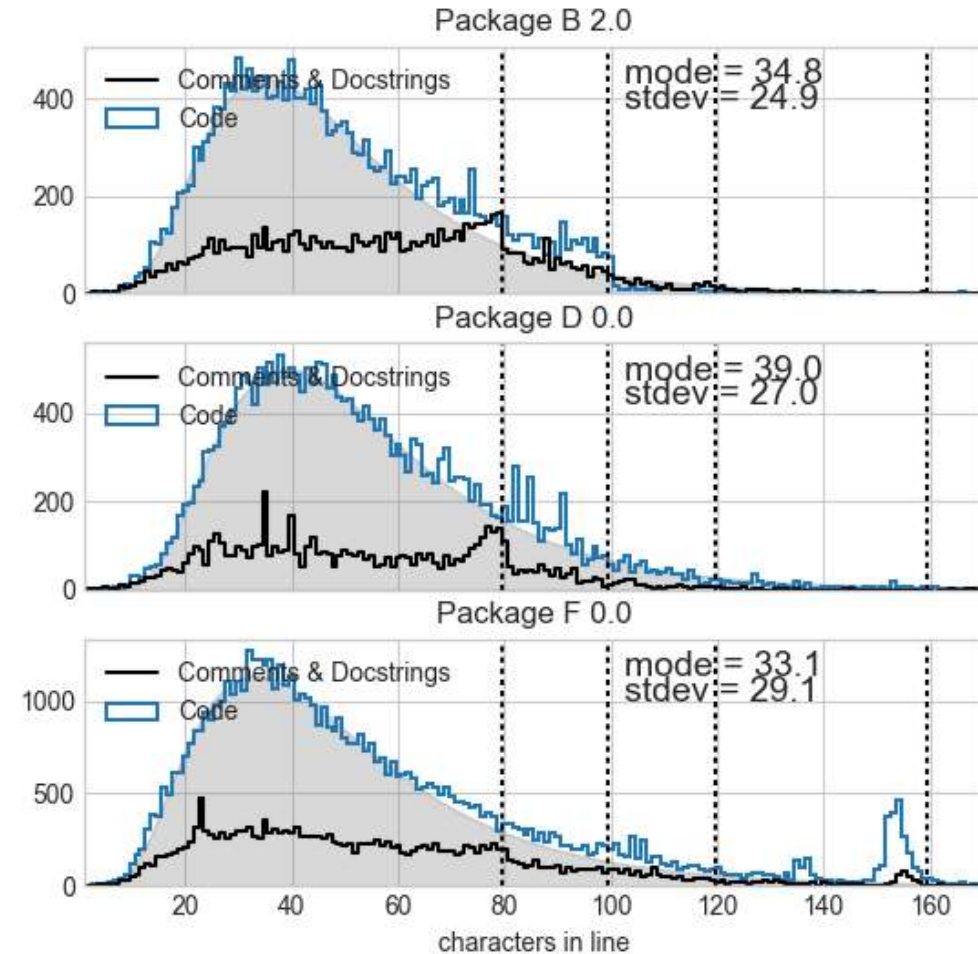 Package B 2.0
Comments & Docstrings
Code
mode = 34.8
stdev = 24.9
400
200
0
Package D 0.0
Comments & Docstrings
Code
mode = 39.0
stdev = 27.0
400
200
0
Package F 0.0
Comments & Docstrings
Code
mode = 33.1
stdev = 29.1
1000
500
0
20 40 60 80 100 120 140 160
characters in line